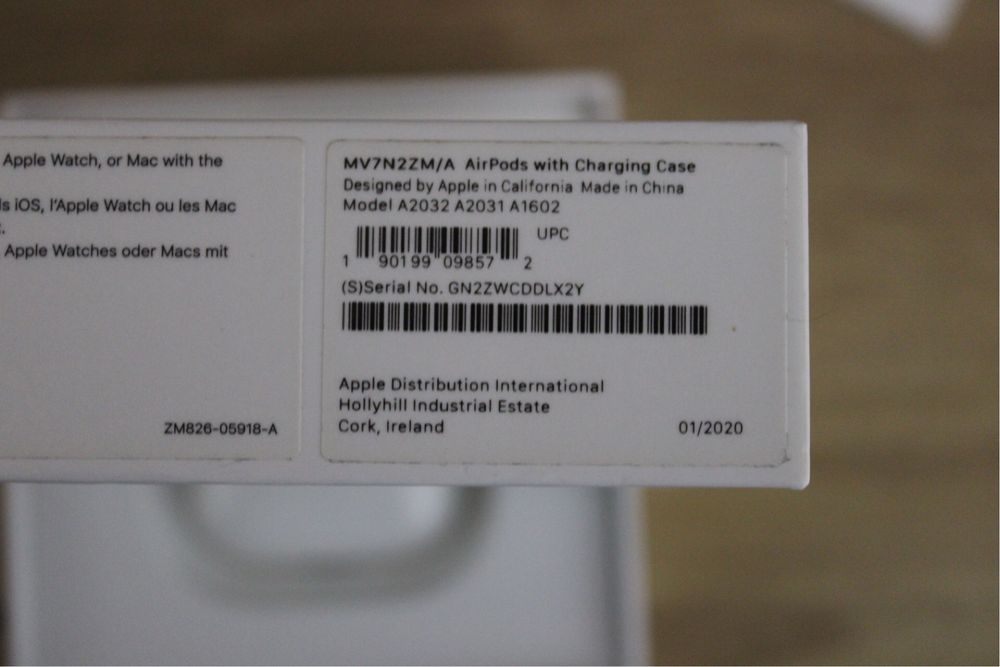 Apple Watch, or Mac with the
ls iOS, l'Apple Watch ou les Mac
Apple Watches oder Macs mit
ZM826-05918-A
MV7N2ZM/A AirPods with Charging Case
Designed by Apple in California Made in China
Model A2032 A2031 A1602
UPC
1 90199 09857 2
(S)Serial No. GN2ZWCDDLX2Y
Apple Distribution International
Hollyhill Industrial Estate
Cork, Ireland
01/2020